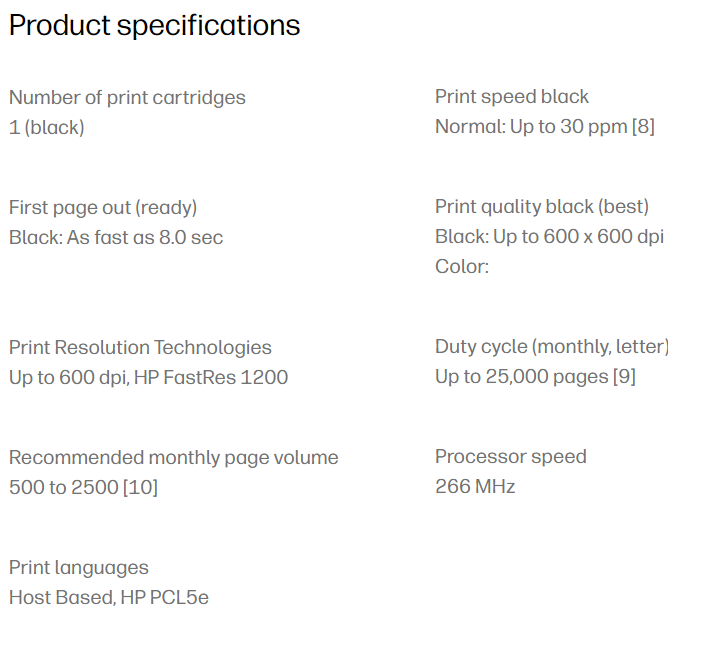 Product specifications
Number of print cartridges
1 (black)
Print speed black
Normal: Up to 30 ppm [8]
First page out (ready)
Black: As fast as 8.0 sec
Print quality black (best)
Black: Up to 600 x 600 dpi
Color:
Print Resolution Technologies
Up to 600 dpi, HP FastRes 1200
Duty cycle (monthly, letter)
Up to 25,000 pages [9]
Recommended monthly page volume
500 to 2500 [10]
Processor speed
266 MHz
Print languages
Host Based, HP PCL5e